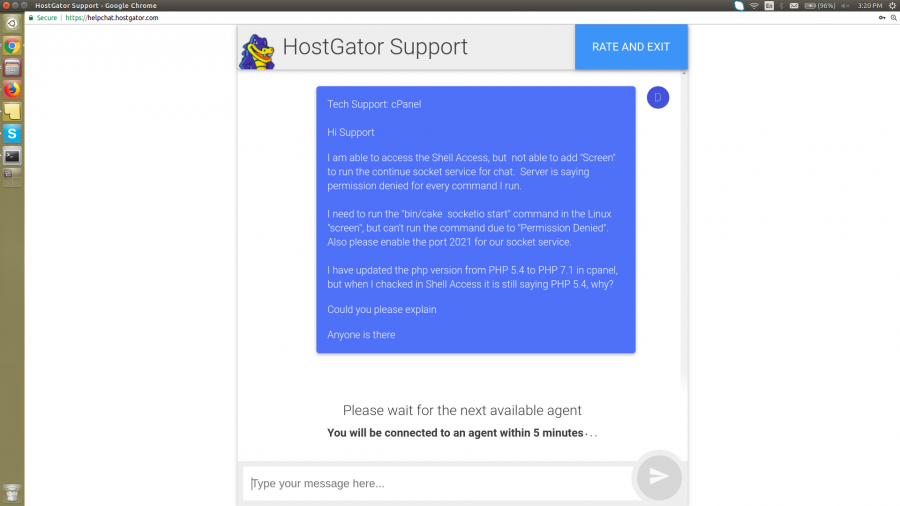 HostGator Support - Google Chrome
En
(96%)
3:20 PM
Secure
https://helpchat.hostgator.com
HostGator Support
RATE AND EXIT
D
Tech Support: cPanel
Hi Support
I am able to access the Shell Access, but not able to add "Screen"
to run the continue socket service for chat. Server is saying
permission denied for every command I run.
I need to run the "bin/cake socketio start" command in the Linux
"screen", but can't run the command due to "Permission Denied".
Also please enable the port 2021 for our socket service.
I have updated the php version from PHP 5.4 to PHP 7.1 in cpanel,
but when I chacked in Shell Access it is still saying PHP 5.4, why?
Could you please explain
Anyone is there
Please wait for the next available agent
You will be connected to an agent within 5 minutes...
Type your message here...